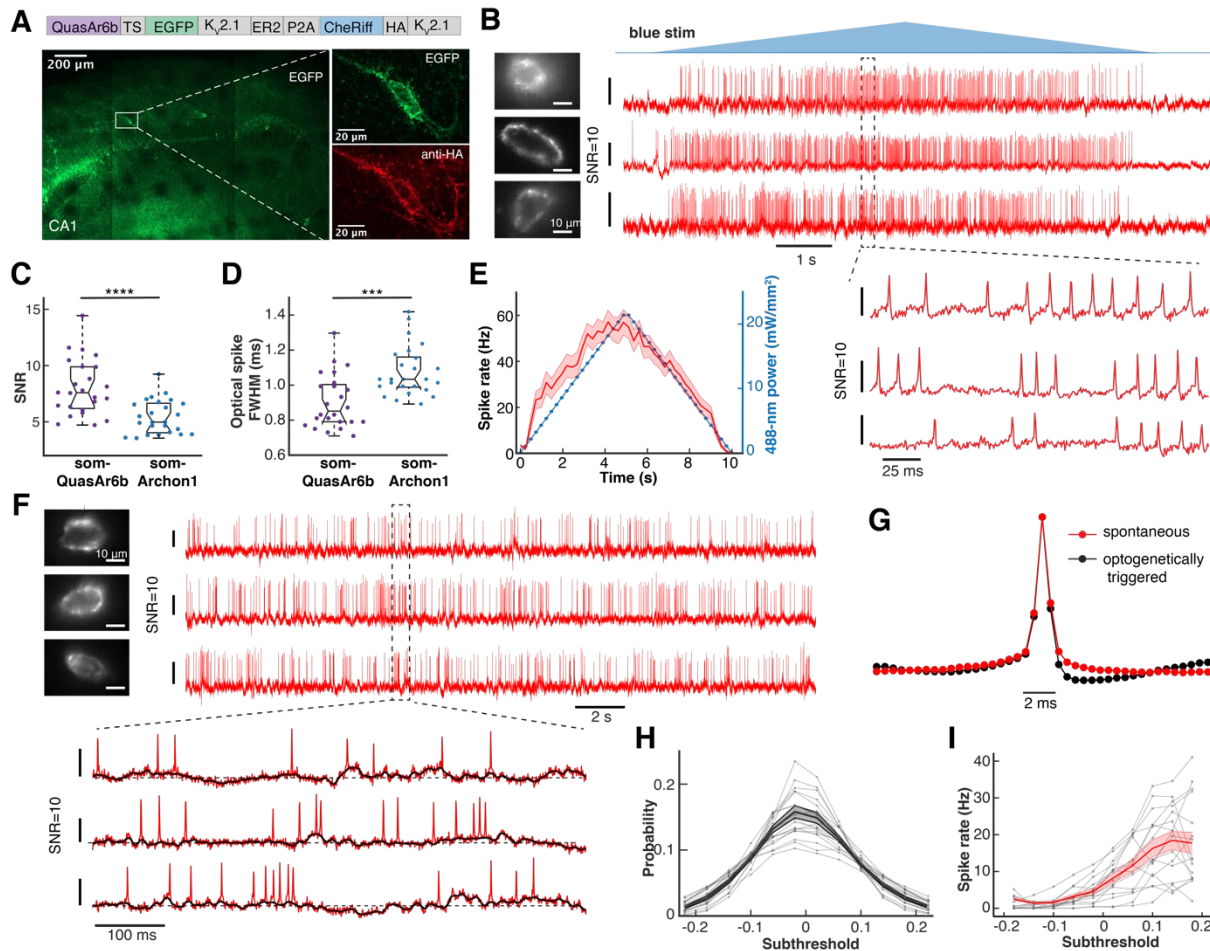 A
QuasAr6b TS EGFP Kv2.1 ER2 P2A CheRiff HA Kv2.1
200 µm
EGFP
CA1
EGFP
20 µm
anti-HA
20 µm
B
blue stim
SNR=10
10 µm
1 s
SNR=10
25 ms
C
****
SNR
15
10
5
som-
QuasAr6b
som-
Archon1
D
***
Optical spike
FWHM (ms)
1.4
1.2
1.0
0.8
0.6
som-
QuasAr6b
som-
Archon1
E
Spike rate (Hz)
60
40
20
0
0 2 4 6 8 10
Time (s)
20
10
0
488-nm power (mW/mm²)
F
10 µm
SNR=10
2 s
SNR=10
100 ms
G
spontaneous
optogenetically
triggered
2 ms
H
Probability
0.2
0.1
0.0
-0.2 -0.1 0 0.1 0.2
Subthreshold
I
Spike rate (Hz)
40
30
20
10
0
-0.2 -0.1 0 0.1 0.2
Subthreshold